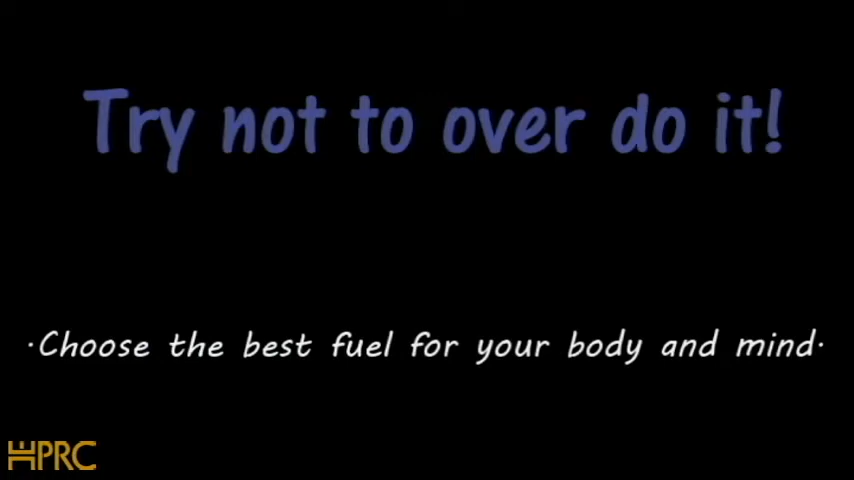 Try not to over do it!
·Choose the best fuel for your body and mind·
HPRC